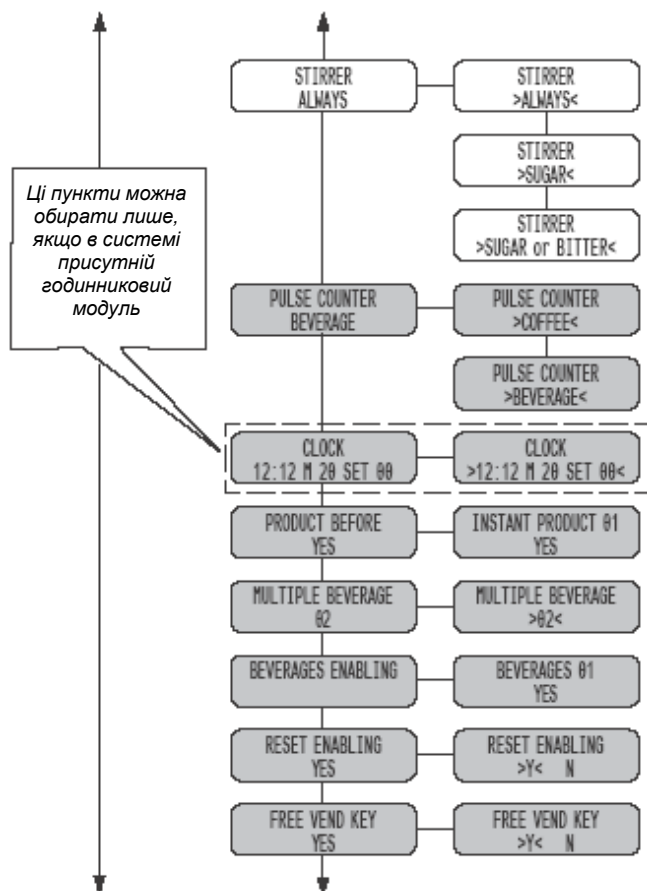 STIRRER
ALWAYS
STIRRER
>ALWAYS<
STIRRER
>SUGAR<
STIRRER
>SUGAR or BITTER<
Ці пункти можна
обирати лише,
якщо в системі
присутній
годинниковий
модуль
PULSE COUNTER
BEVERAGE
PULSE COUNTER
>COFFEE<
PULSE COUNTER
>BEVERAGE<
CLOCK
12:12 M 20 SET 00
CLOCK
>12:12 M 20 SET 00<
PRODUCT BEFORE
YES
INSTANT PRODUCT 01
YES
MULTIPLE BEVERAGE
02
MULTIPLE BEVERAGE
>02<
BEVERAGES ENABLING
BEVERAGES 01
YES
RESET ENABLING
YES
RESET ENABLING
>Y< N
FREE VEND KEY
YES
FREE VEND KEY
>Y< N